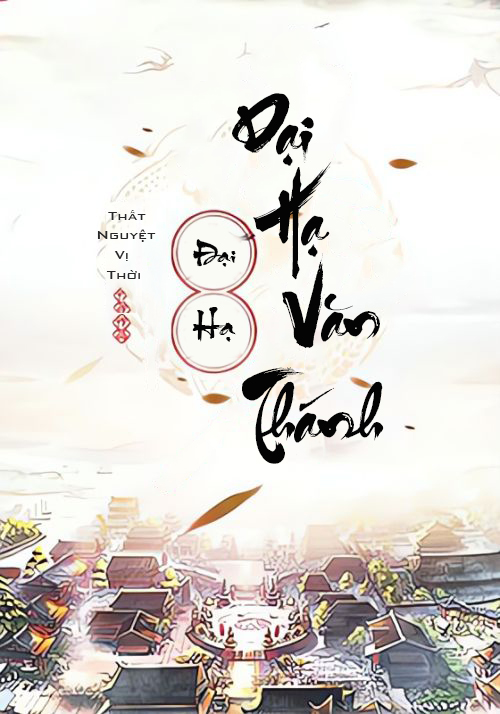 Đại
Hạ
Văn
Thánh
Đại
Hạ
Thất
Nguyệt
Vị
Thời